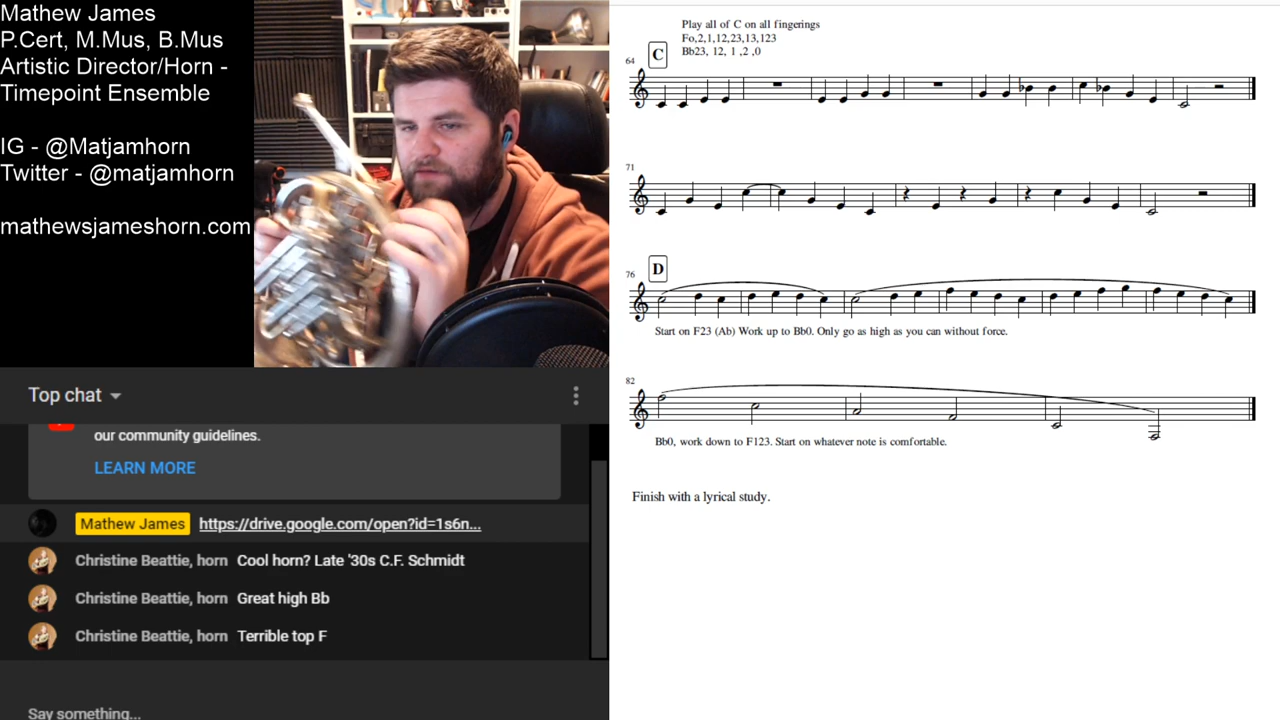 Mathew James
P.Cert, M.Mus, B.Mus
Artistic Director/Horn -
Timepoint Ensemble
IG - @Matjamhorn
Twitter - @matjamhorn
mathewsjameshorn.com
Top chat
our community guidelines.
LEARN MORE
Mathew James https://drive.google.com/open?id=1s6n...
Christine Beattie, horn Cool horn? Late '30s C.F. Schmidt
Christine Beattie, horn Great high Bb
Christine Beattie, horn Terrible top F
Say something...
Play all of C on all fingerings
Fo,2,1,12,23,13,123
Bb23, 12, 1 ,2 ,0
C
64
71
D
76
Start on F23 (Ab) Work up to Bb0. Only go as high as you can without force.
82
Bb0, work down to F123. Start on whatever note is comfortable.
Finish with a lyrical study.